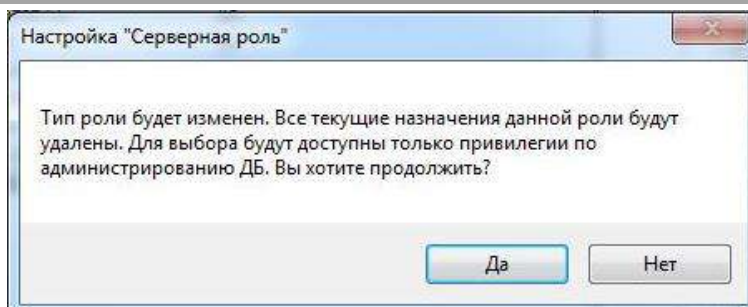 Настройка "Серверная роль"
Тип роли будет изменен. Все текущие назначения данной роли будут
удалены. Для выбора будут доступны только привилегии по
администрированию ДБ. Вы хотите продолжить?
Да
Нет